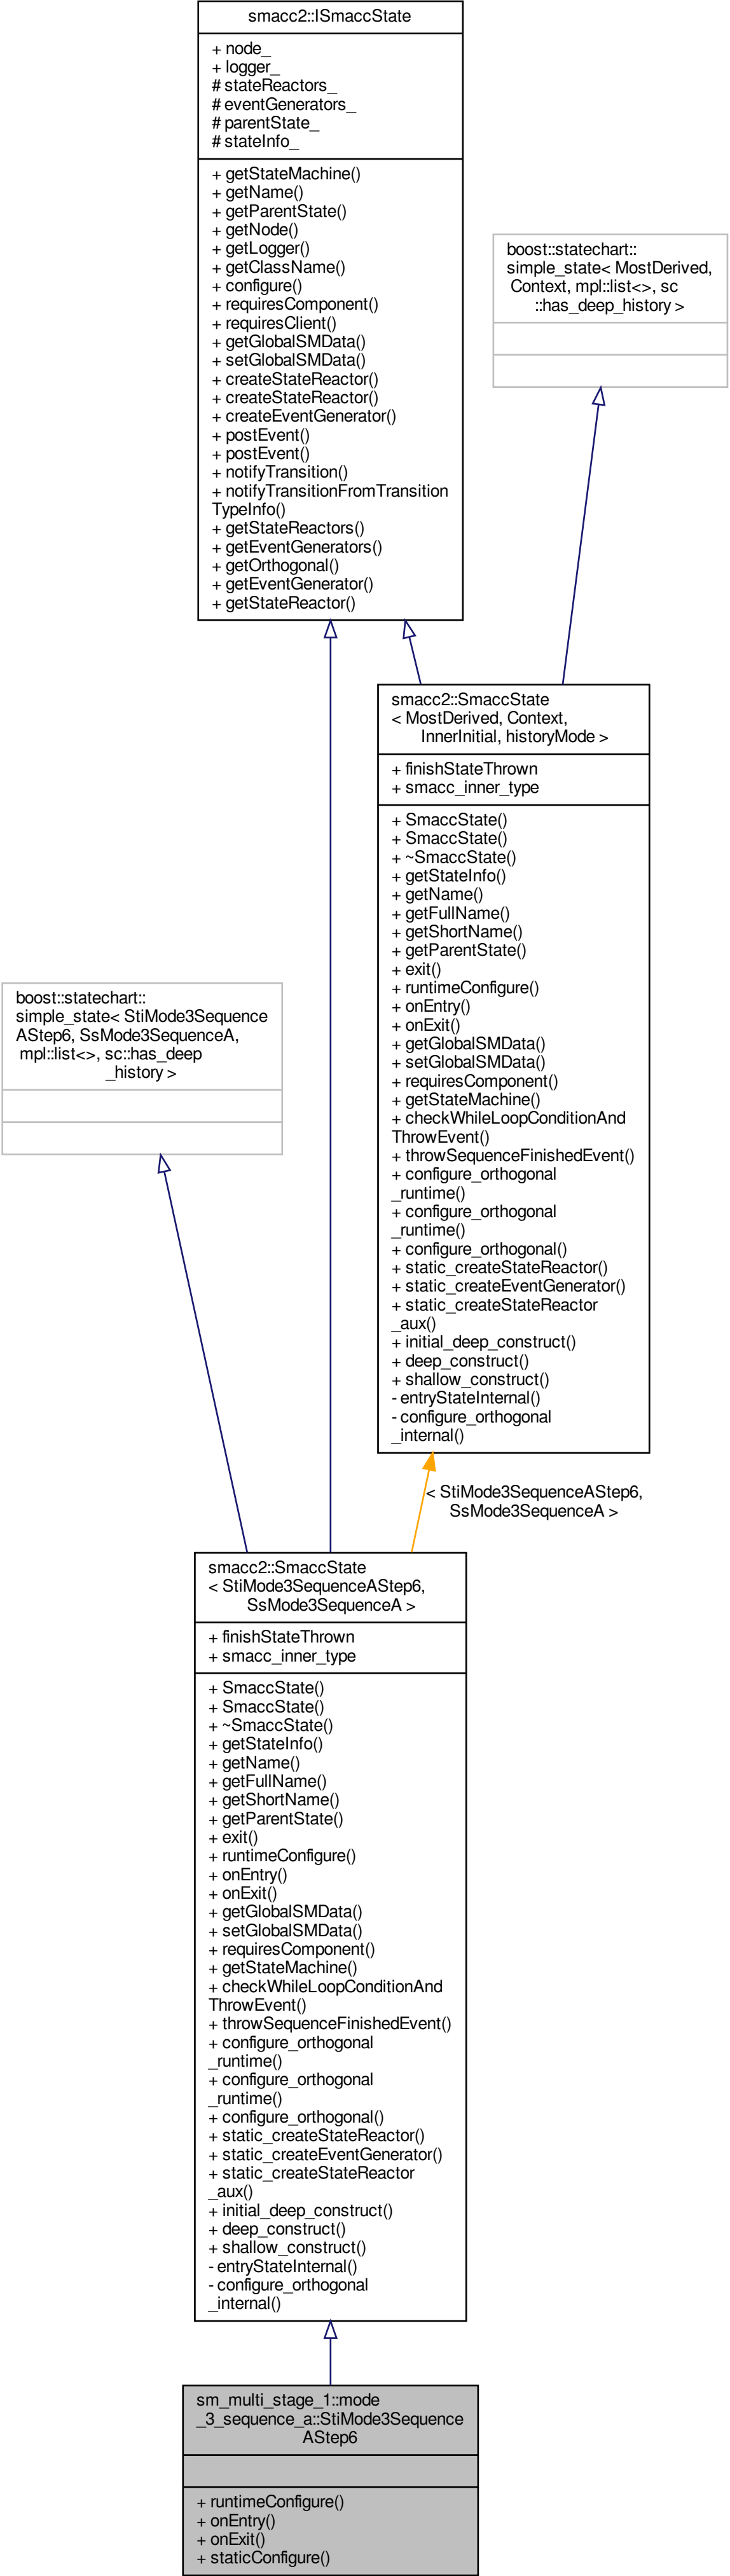 smacc2::ISmaccState
+ node_
+ logger_
# stateReactors_
# eventGenerators_
# parentState_
# stateInfo_
+ getStateMachine()
+ getName()
+ getParentState()
+ getNode()
+ getLogger()
+ getClassName()
+ configure()
+ requiresComponent()
+ requiresClient()
+ getGlobalSMData()
+ setGlobalSMData()
+ createStateReactor()
+ createStateReactor()
+ createEventGenerator()
+ postEvent()
+ postEvent()
+ notifyTransition()
+ notifyTransitionFromTransition
TypeInfo()
+ getStateReactors()
+ getEventGenerators()
+ getOrthogonal()
+ getEventGenerator()
+ getStateReactor()
boost::statechart::
simple_state< MostDerived,
Context, mpl::list<>, sc
::has_deep_history >
smacc2::SmaccState
< MostDerived, Context,
InnerInitial, historyMode >
+ finishStateThrown
+ smacc_inner_type
+ SmaccState()
+ SmaccState()
+ ~SmaccState()
+ getStateInfo()
+ getName()
+ getFullName()
+ getShortName()
+ getParentState()
+ exit()
+ runtimeConfigure()
+ onEntry()
+ onExit()
+ getGlobalSMData()
+ setGlobalSMData()
+ requiresComponent()
+ getStateMachine()
+ checkWhileLoopConditionAnd
ThrowEvent()
+ throwSequenceFinishedEvent()
+ configure_orthogonal
_runtime()
+ configure_orthogonal
_runtime()
+ configure_orthogonal()
+ static_createStateReactor()
+ static_createEventGenerator()
+ static_createStateReactor
_aux()
+ initial_deep_construct()
+ deep_construct()
+ shallow_construct()
- entryStateInternal()
- configure_orthogonal
_internal()
boost::statechart::
simple_state< StiMode3Sequence
AStep6, SsMode3SequenceA,
mpl::list<>, sc::has_deep
_history >
< StiMode3SequenceAStep6,
SsMode3SequenceA >
smacc2::SmaccState
< StiMode3SequenceAStep6,
SsMode3SequenceA >
+ finishStateThrown
+ smacc_inner_type
+ SmaccState()
+ SmaccState()
+ ~SmaccState()
+ getStateInfo()
+ getName()
+ getFullName()
+ getShortName()
+ getParentState()
+ exit()
+ runtimeConfigure()
+ onEntry()
+ onExit()
+ getGlobalSMData()
+ setGlobalSMData()
+ requiresComponent()
+ getStateMachine()
+ checkWhileLoopConditionAnd
ThrowEvent()
+ throwSequenceFinishedEvent()
+ configure_orthogonal
_runtime()
+ configure_orthogonal
_runtime()
+ configure_orthogonal()
+ static_createStateReactor()
+ static_createEventGenerator()
+ static_createStateReactor
_aux()
+ initial_deep_construct()
+ deep_construct()
+ shallow_construct()
- entryStateInternal()
- configure_orthogonal
_internal()
sm_multi_stage_1::mode
_3_sequence_a::StiMode3Sequence
AStep6
+ runtimeConfigure()
+ onEntry()
+ onExit()
+ staticConfigure()